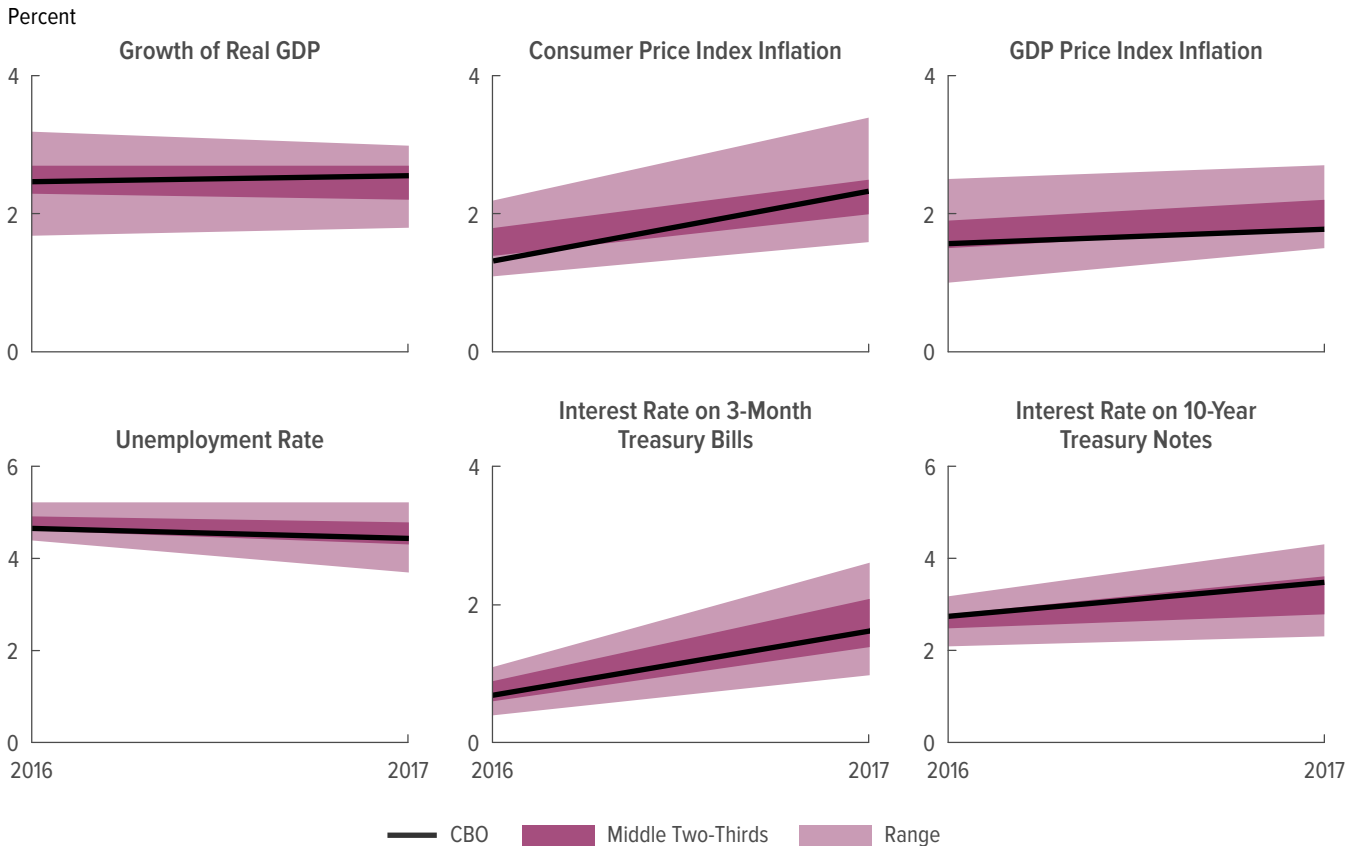 Percent
Growth of Real GDP
Consumer Price Index Inflation
GDP Price Index Inflation
4
4
4
2
2
2
0
0
0
Unemployment Rate
Interest Rate on 3-Month
Treasury Bills
Interest Rate on 10-Year
Treasury Notes
6
4
6
4
4
2
2
2
0
0
0
2016
2017
2016
2017
2016
2017
CBO
Middle Two-Thirds
Range